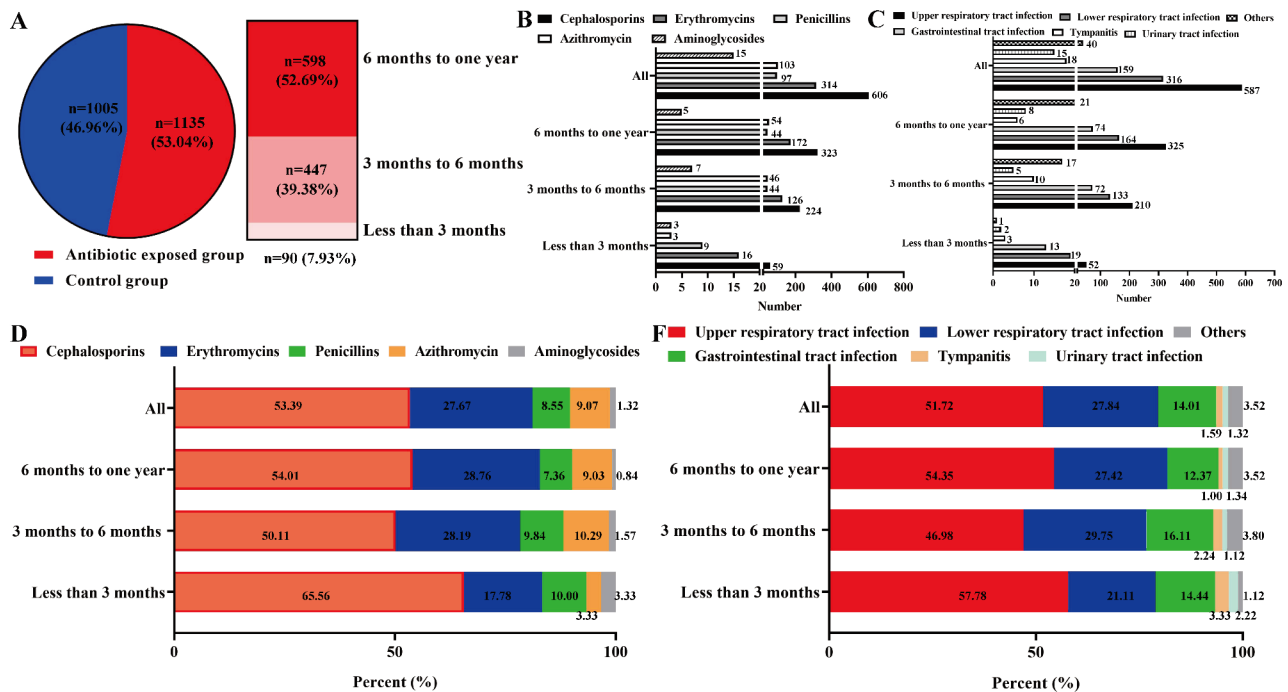 A
n=1005
(46.96%)
n=1135
(53.04%)
Antibiotic exposed group
Control group
n=598
(52.69%)
6 months to one year
n=447
(39.38%)
3 months to 6 months
Less than 3 months
n=90 (7.93%)
B
Cephalosporins Erythromycins Penicillins
Azithromycin Aminoglycosides
All
15
103
97
314
606
6 months to one year
5
54
44
172
323
3 months to 6 months
7
46
44
126
224
Less than 3 months
3
3
9
16
59
0 5 10 15 20 0 200 400 600 800
Number
C
Upper respiratory tract infection Lower respiratory tract infection Others
Gastrointestinal tract infection Tympanitis Urinary tract infection
All
40
15
18
159
316
587
6 months to one year
21
8
6
74
164
325
3 months to 6 months
17
5
10
72
133
210
Less than 3 months
1
2
3
13
19
52
0 10 20 0 100 200 300 400 500 600 700
Number
D
Cephalosporins Erythromycins Penicillins Azithromycin Aminoglycosides
All 53.39 27.67 8.55 9.07 1.32
6 months to one year 54.01 28.76 7.36 9.03 0.84
3 months to 6 months 50.11 28.19 9.84 10.29 1.57
Less than 3 months 65.56 17.78 10.00 3.33
3.33
0 50 100
Percent (%)
F
Upper respiratory tract infection Lower respiratory tract infection Others
Gastrointestinal tract infection Tympanitis Urinary tract infection
All 51.72 27.84 14.01 3.52
1.59 1.32
6 months to one year 54.35 27.42 12.37 3.52
1.00 1.34
3 months to 6 months 46.98 29.75 16.11 3.80
2.24 1.12
Less than 3 months 57.78 21.11 14.44 1.12
3.33 2.22
0 50 100
Percent (%)